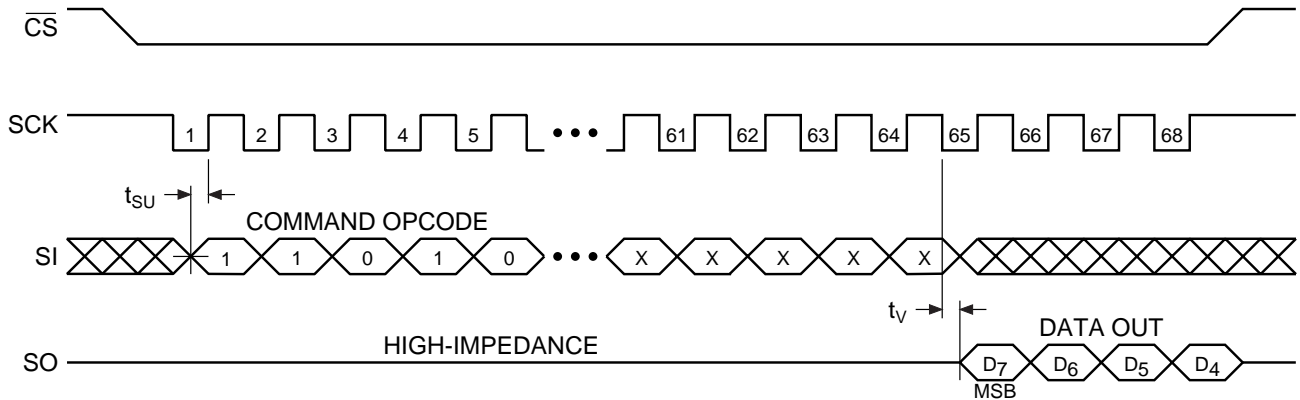 CS
SCK 1 2 3 4 5 ••• 61 62 63 64 65 66 67 68
tSU
COMMAND OPCODE
SI 1 1 0 1 0 ••• X X X X X
tV
DATA OUT
HIGH-IMPEDANCE
SO D7 D6 D5 D4
MSB